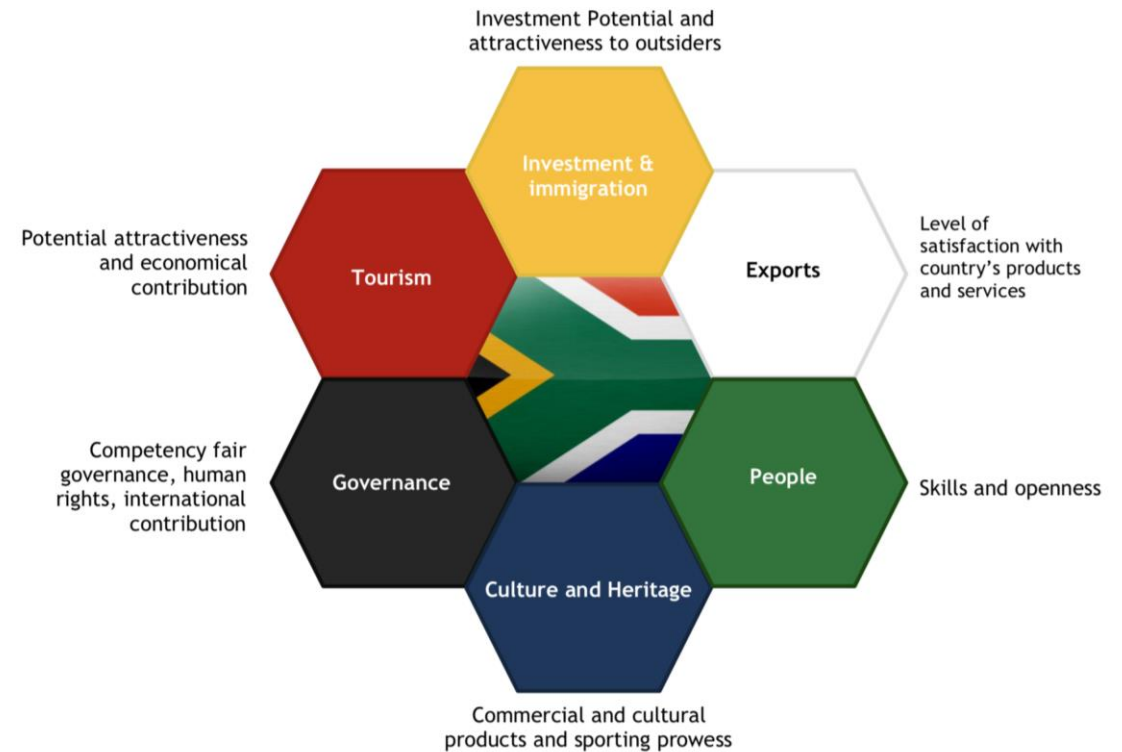 Investment Potential and
attractiveness to outsiders
Investment &
immigration
Potential attractiveness
and economical
contribution
Tourism
Exports
Level of
satisfaction with
country's products
and services
Competency fair
governance, human
rights, international
contribution
Governance
People
Skills and openness
Culture and Heritage
Commercial and cultural
products and sporting prowess